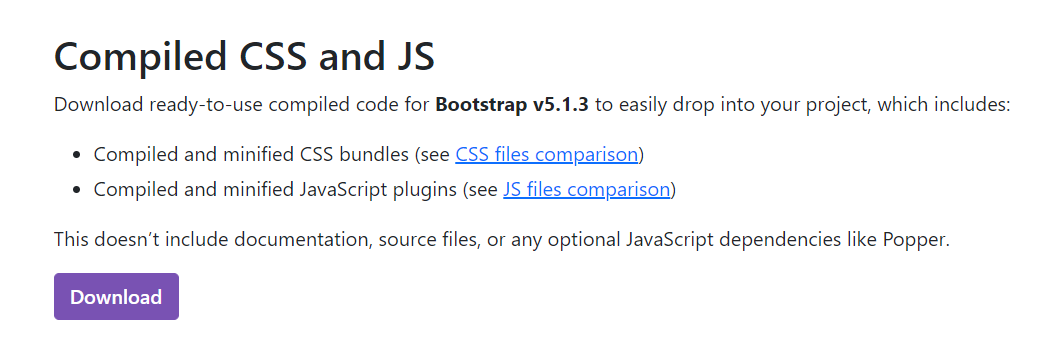 Compiled CSS and JS
Download ready-to-use compiled code for Bootstrap v5.1.3 to easily drop into your project, which includes:
• Compiled and minified CSS bundles (see CSS files comparison)
• Compiled and minified JavaScript plugins (see JS files comparison)
This doesn’t include documentation, source files, or any optional JavaScript dependencies like Popper.
Download